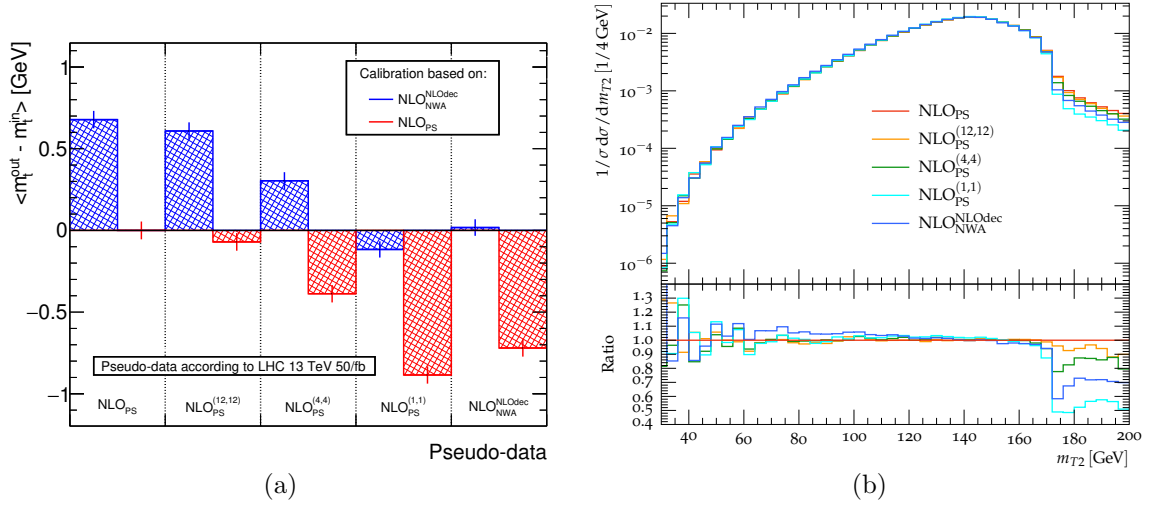 <m_t^out - m_t^in> [GeV]
1
0.5
0
−0.5
−1
Calibration based on:
NLO_NWA^NLOdec
NLO_PS
Pseudo-data according to LHC 13 TeV 50/fb
NLO_PS
NLO_PS^(12,12)
NLO_PS^(4,4)
NLO_PS^(1,1)
NLO_NWA^NLOdec
Pseudo-data
(a)
1/σ dσ/dm_T2 [1/4 GeV]
10^−2
10^−3
10^−4
10^−5
10^−6
NLO_PS
NLO_PS^(12,12)
NLO_PS^(4,4)
NLO_PS^(1,1)
NLO_NWA^NLOdec
Ratio
1.3
1.2
1.1
1.0
0.9
0.8
0.7
0.6
0.5
0.4
40 60 80 100 120 140 160 180 200
m_T2 [GeV]
(b)